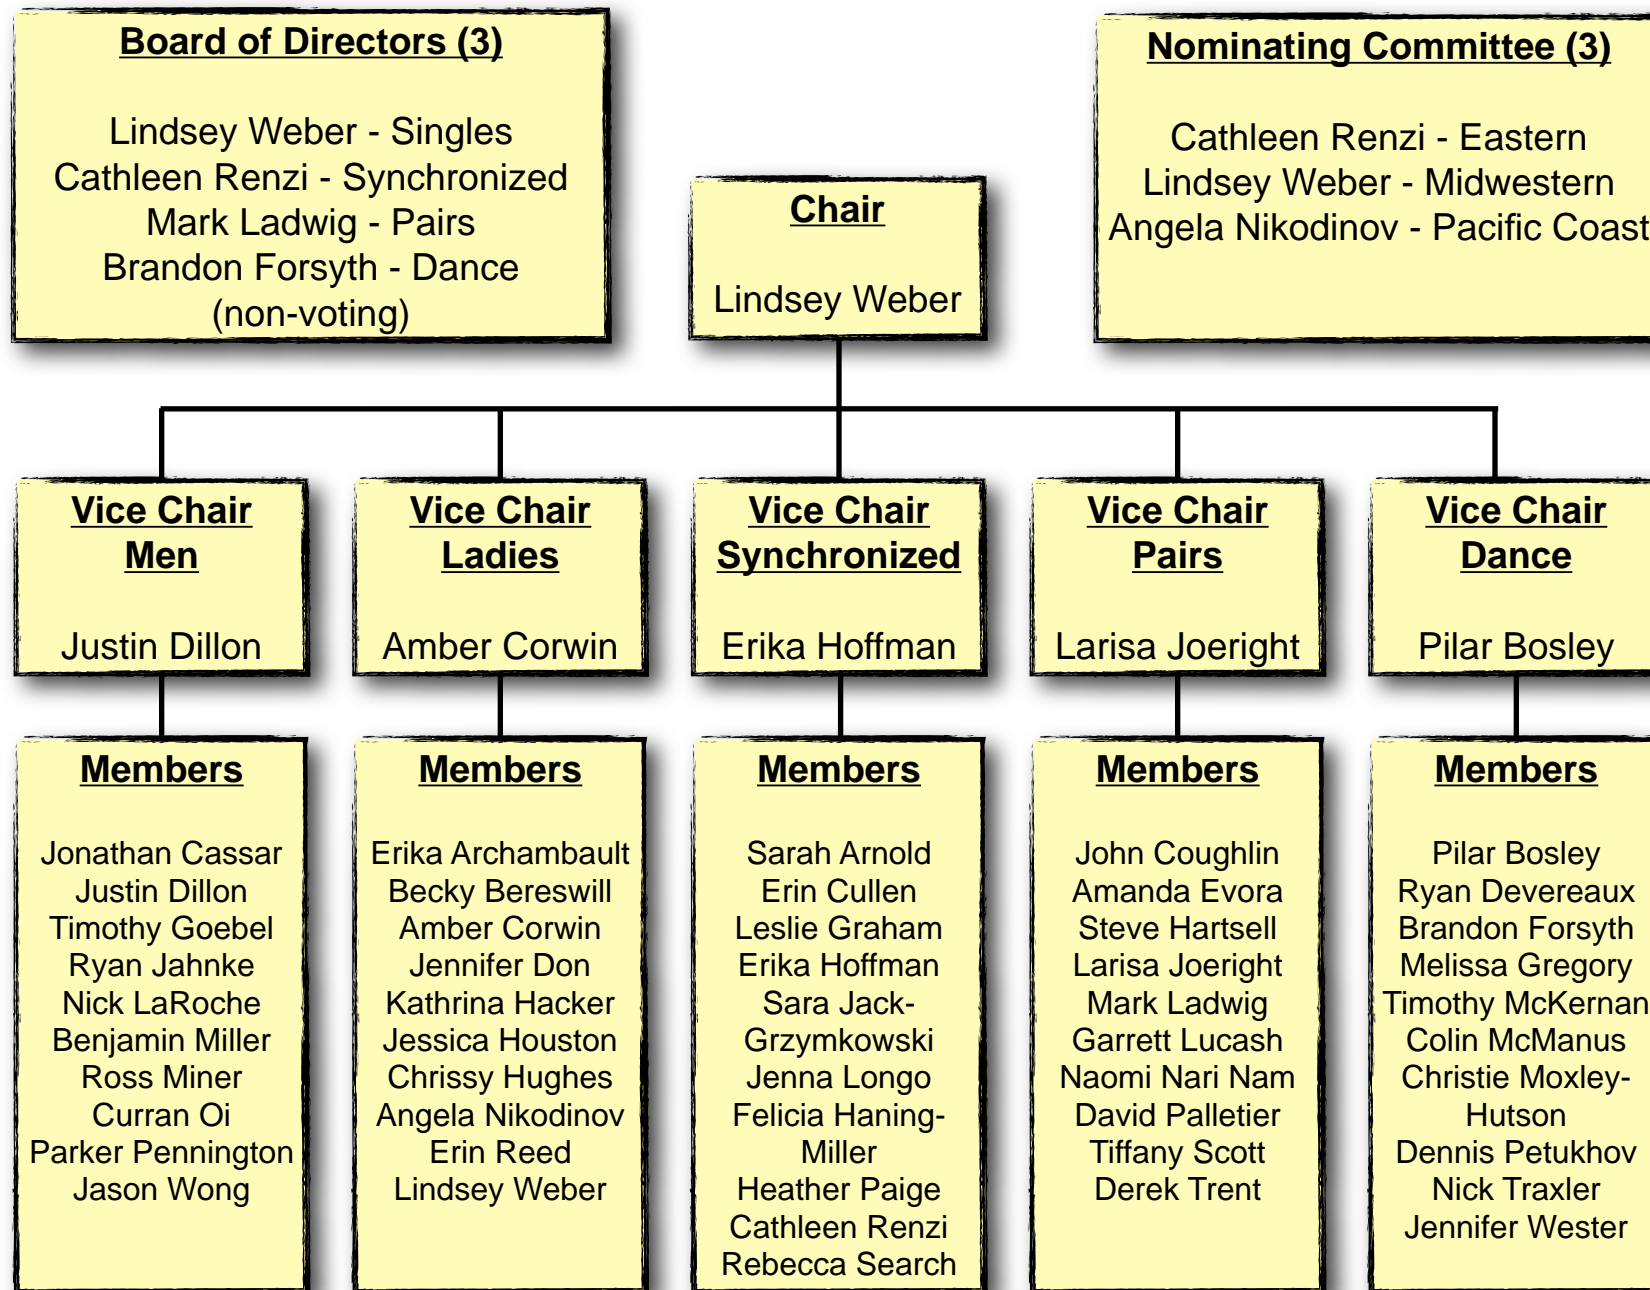 Board of Directors (3)
Lindsey Weber - Singles
Cathleen Renzi - Synchronized
Mark Ladwig - Pairs
Brandon Forsyth - Dance
(non-voting)
Chair
Lindsey Weber
Nominating Committee (3)
Cathleen Renzi - Eastern
Lindsey Weber - Midwestern
Angela Nikodinov - Pacific Coast
Vice Chair
Men
Justin Dillon
Vice Chair
Ladies
Amber Corwin
Vice Chair
Synchronized
Erika Hoffman
Vice Chair
Pairs
Larisa Joeright
Vice Chair
Dance
Pilar Bosley
Members
Jonathan Cassar
Justin Dillon
Timothy Goebel
Ryan Jahnke
Nick LaRoche
Benjamin Miller
Ross Miner
Curran Oi
Parker Pennington
Jason Wong
Members
Erika Archambault
Becky Bereswill
Amber Corwin
Jennifer Don
Kathrina Hacker
Jessica Houston
Chrissy Hughes
Angela Nikodinov
Erin Reed
Lindsey Weber
Members
Sarah Arnold
Erin Cullen
Leslie Graham
Erika Hoffman
Sara Jack-
Grzymkowski
Jenna Longo
Felicia Haning-
Miller
Heather Paige
Cathleen Renzi
Rebecca Search
Members
John Coughlin
Amanda Evora
Steve Hartsell
Larisa Joeright
Mark Ladwig
Garrett Lucash
Naomi Nari Nam
David Palletier
Tiffany Scott
Derek Trent
Members
Pilar Bosley
Ryan Devereaux
Brandon Forsyth
Melissa Gregory
Timothy McKernan
Colin McManus
Christie Moxley-
Hutson
Dennis Petukhov
Nick Traxler
Jennifer Wester